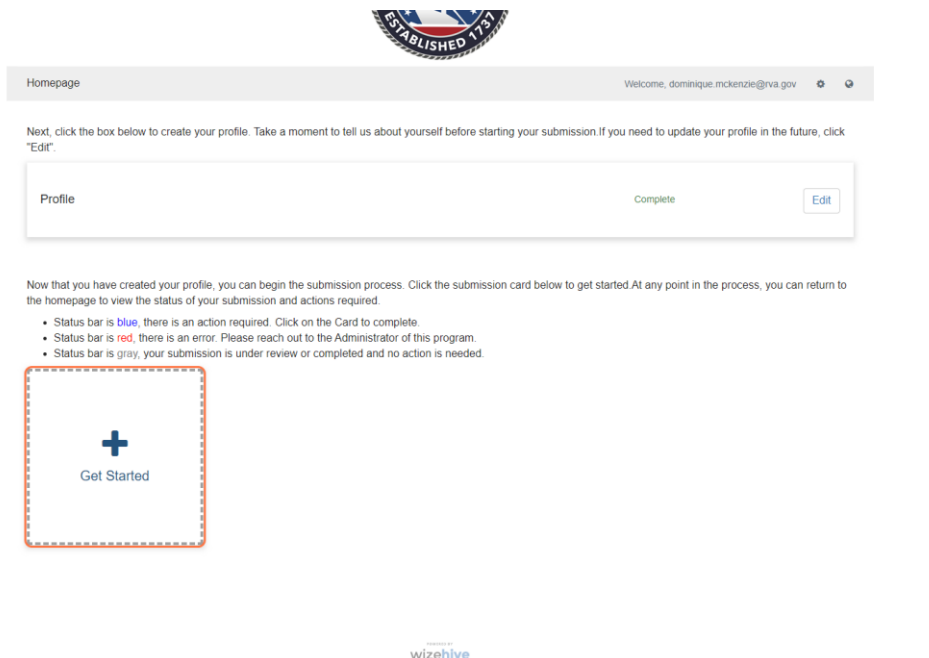 ESTABLISHED 1737
Homepage
Welcome, dominique.mckenzie@rva.gov
Next, click the box below to create your profile. Take a moment to tell us about yourself before starting your submission.If you need to update your profile in the future, click
"Edit".
Profile
Complete
Edit
Now that you have created your profile, you can begin the submission process. Click the submission card below to get started.At any point in the process, you can return to
the homepage to view the status of your submission and actions required.
• Status bar is blue, there is an action required. Click on the Card to complete.
• Status bar is red, there is an error. Please reach out to the Administrator of this program.
• Status bar is gray, your submission is under review or completed and no action is needed.
Get Started
POWERED BY
wizehive